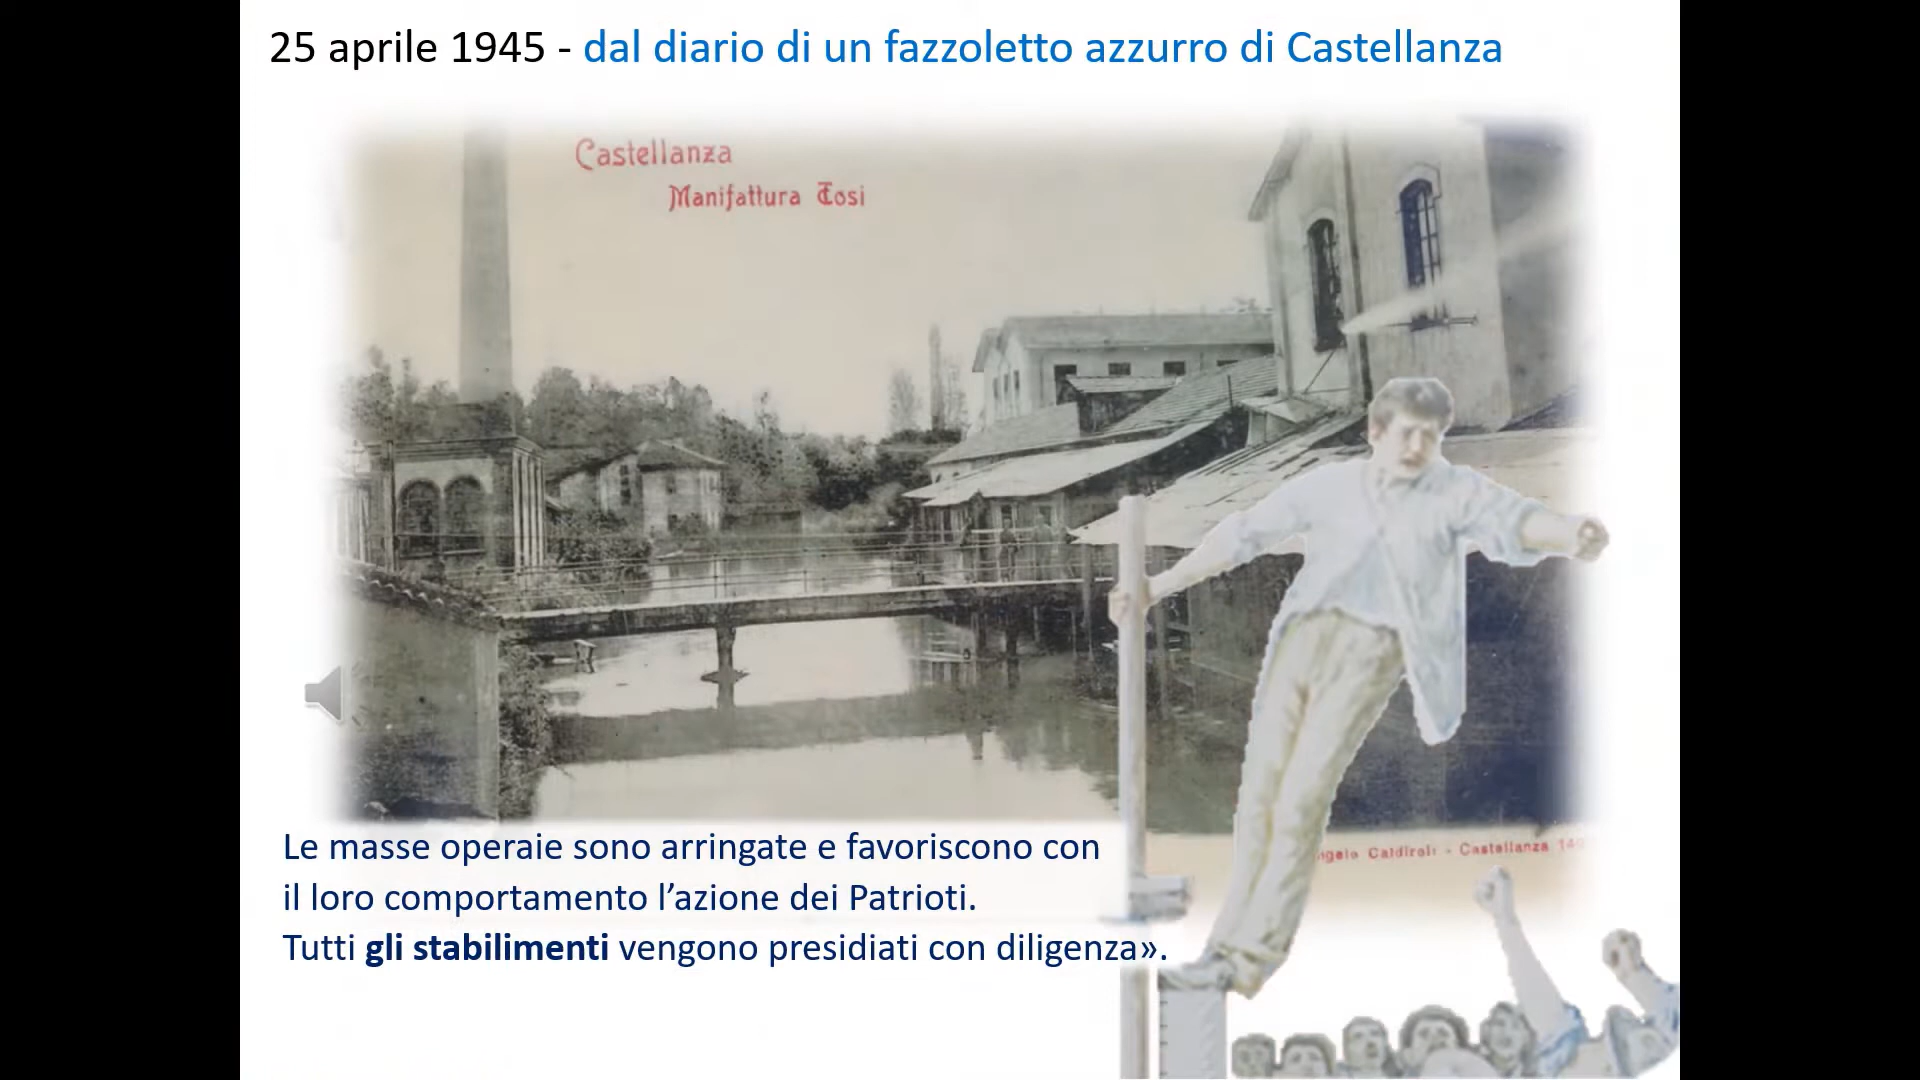 25 aprile 1945 - dal diario di un fazzoletto azzurro di Castellanza
Castellanza
Manifattura Tosi
Caldiroli - Castellanza
Le masse operaie sono arringate e favoriscono con
il loro comportamento l’azione dei Patrioti.
Tutti gli stabilimenti vengono presidiati con diligenza».